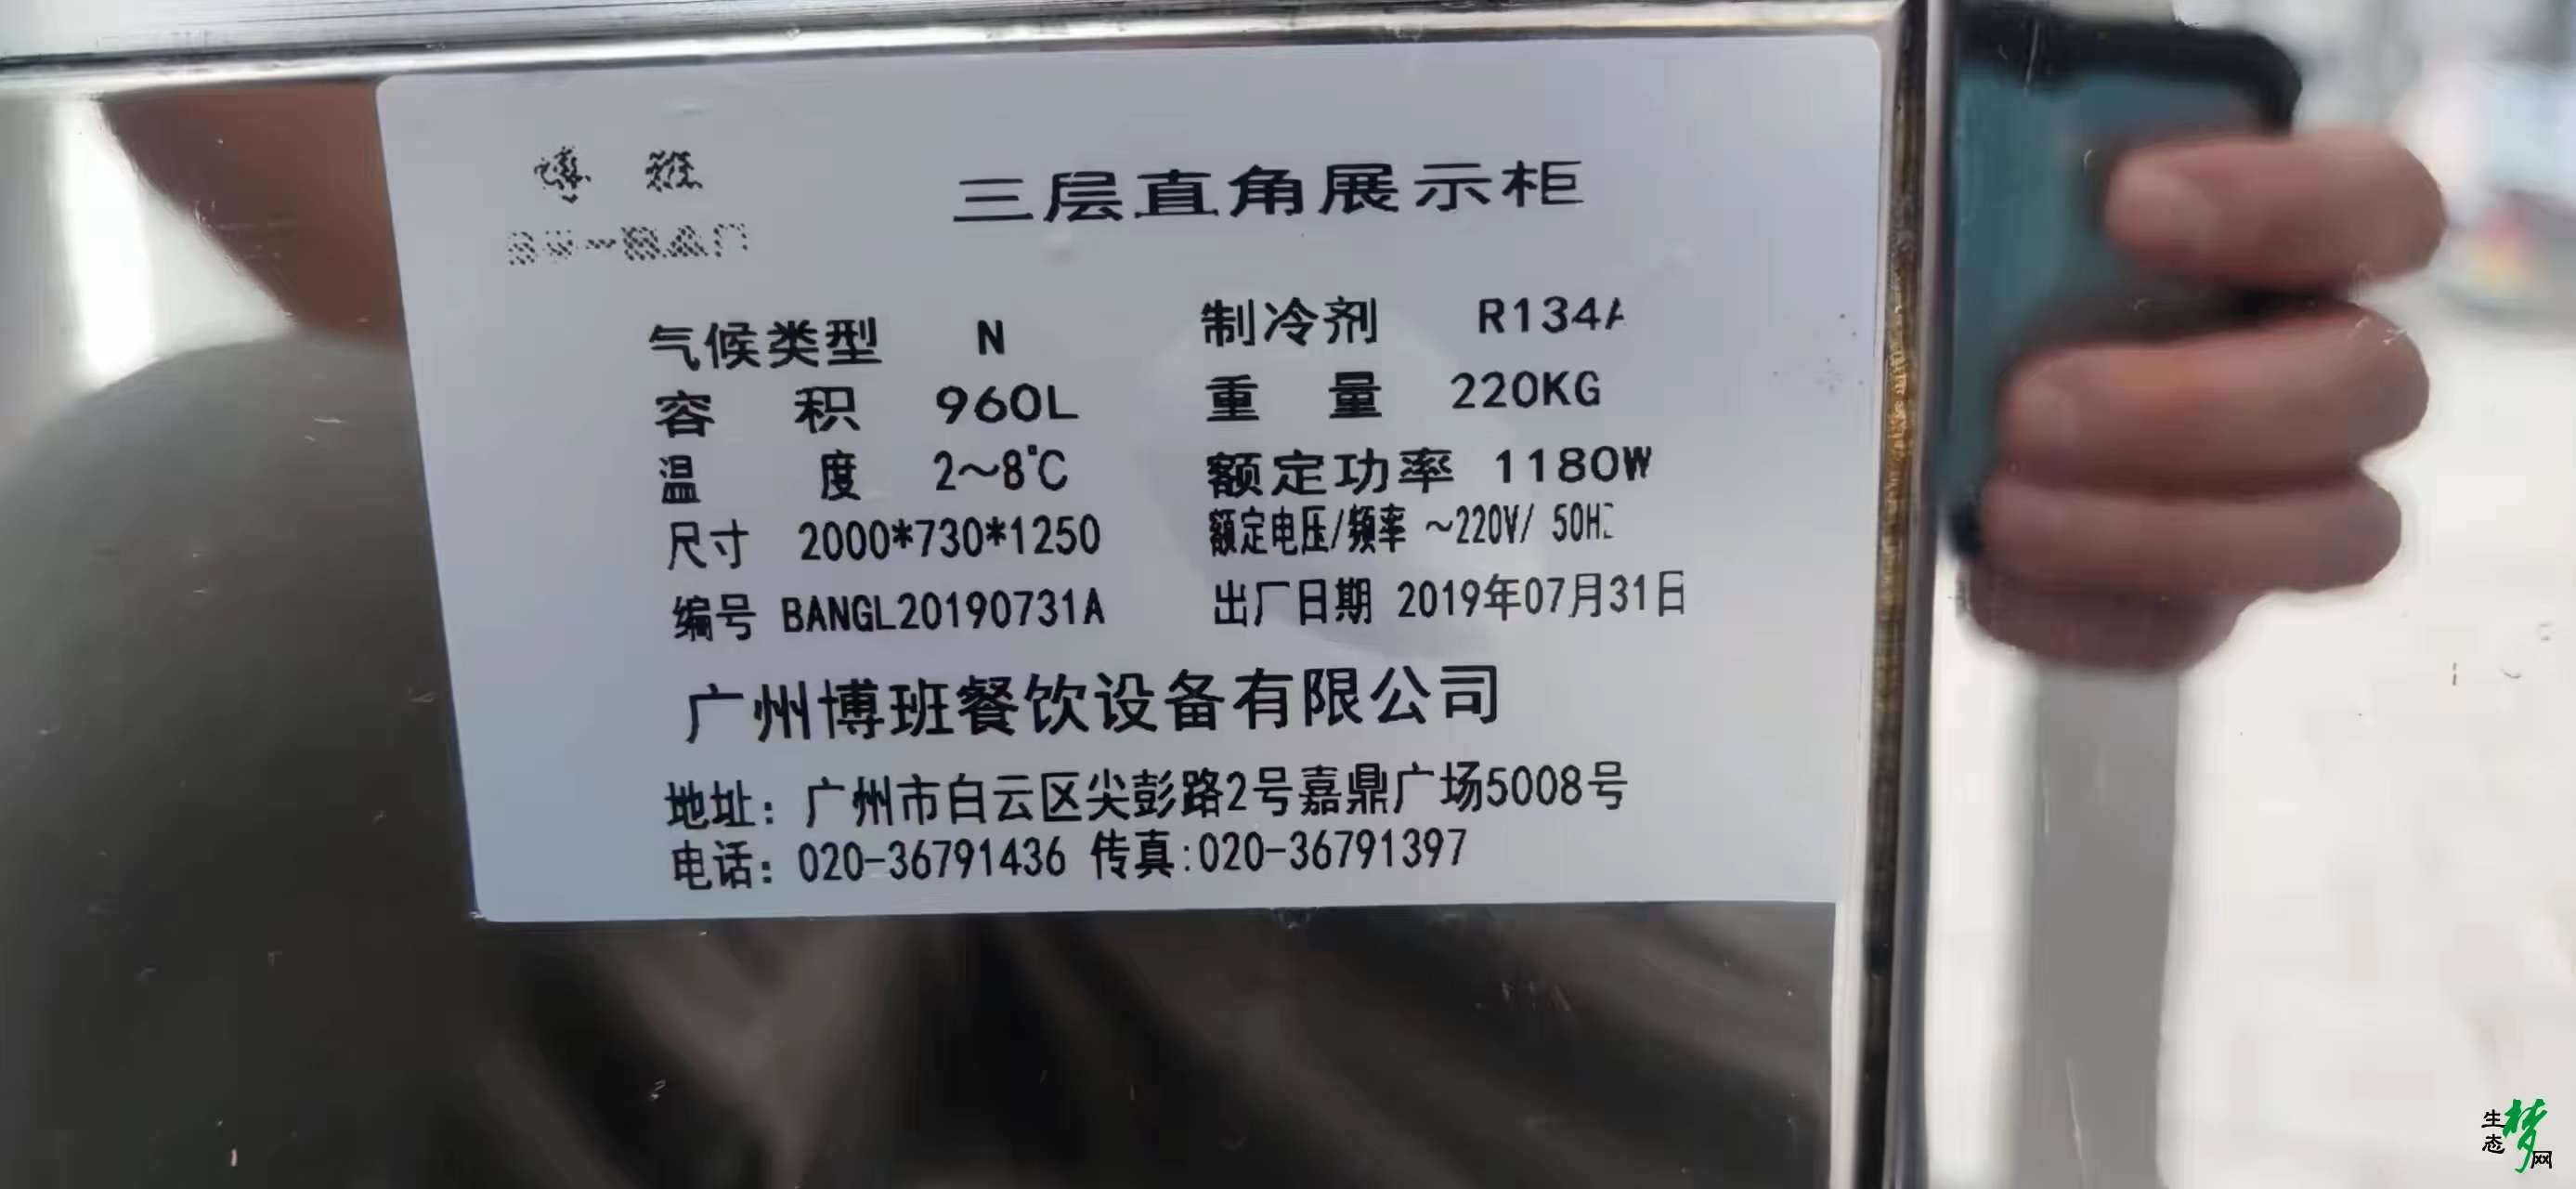 三层直角展示柜
气候类型 N 制冷剂 R134A
容 积 960L 重 量 220KG
温 度 2~8℃ 额定功率 1180W
尺寸 2000*730*1250 额定电压/频率 ~220V/ 50HZ
编号 BANGL20190731A 出厂日期 2019年07月31日
广州博班餐饮设备有限公司
地址：广州市白云区尖彭路2号嘉鼎广场5008号
电话：020-36791436 传真:020-36791397
生态梦网